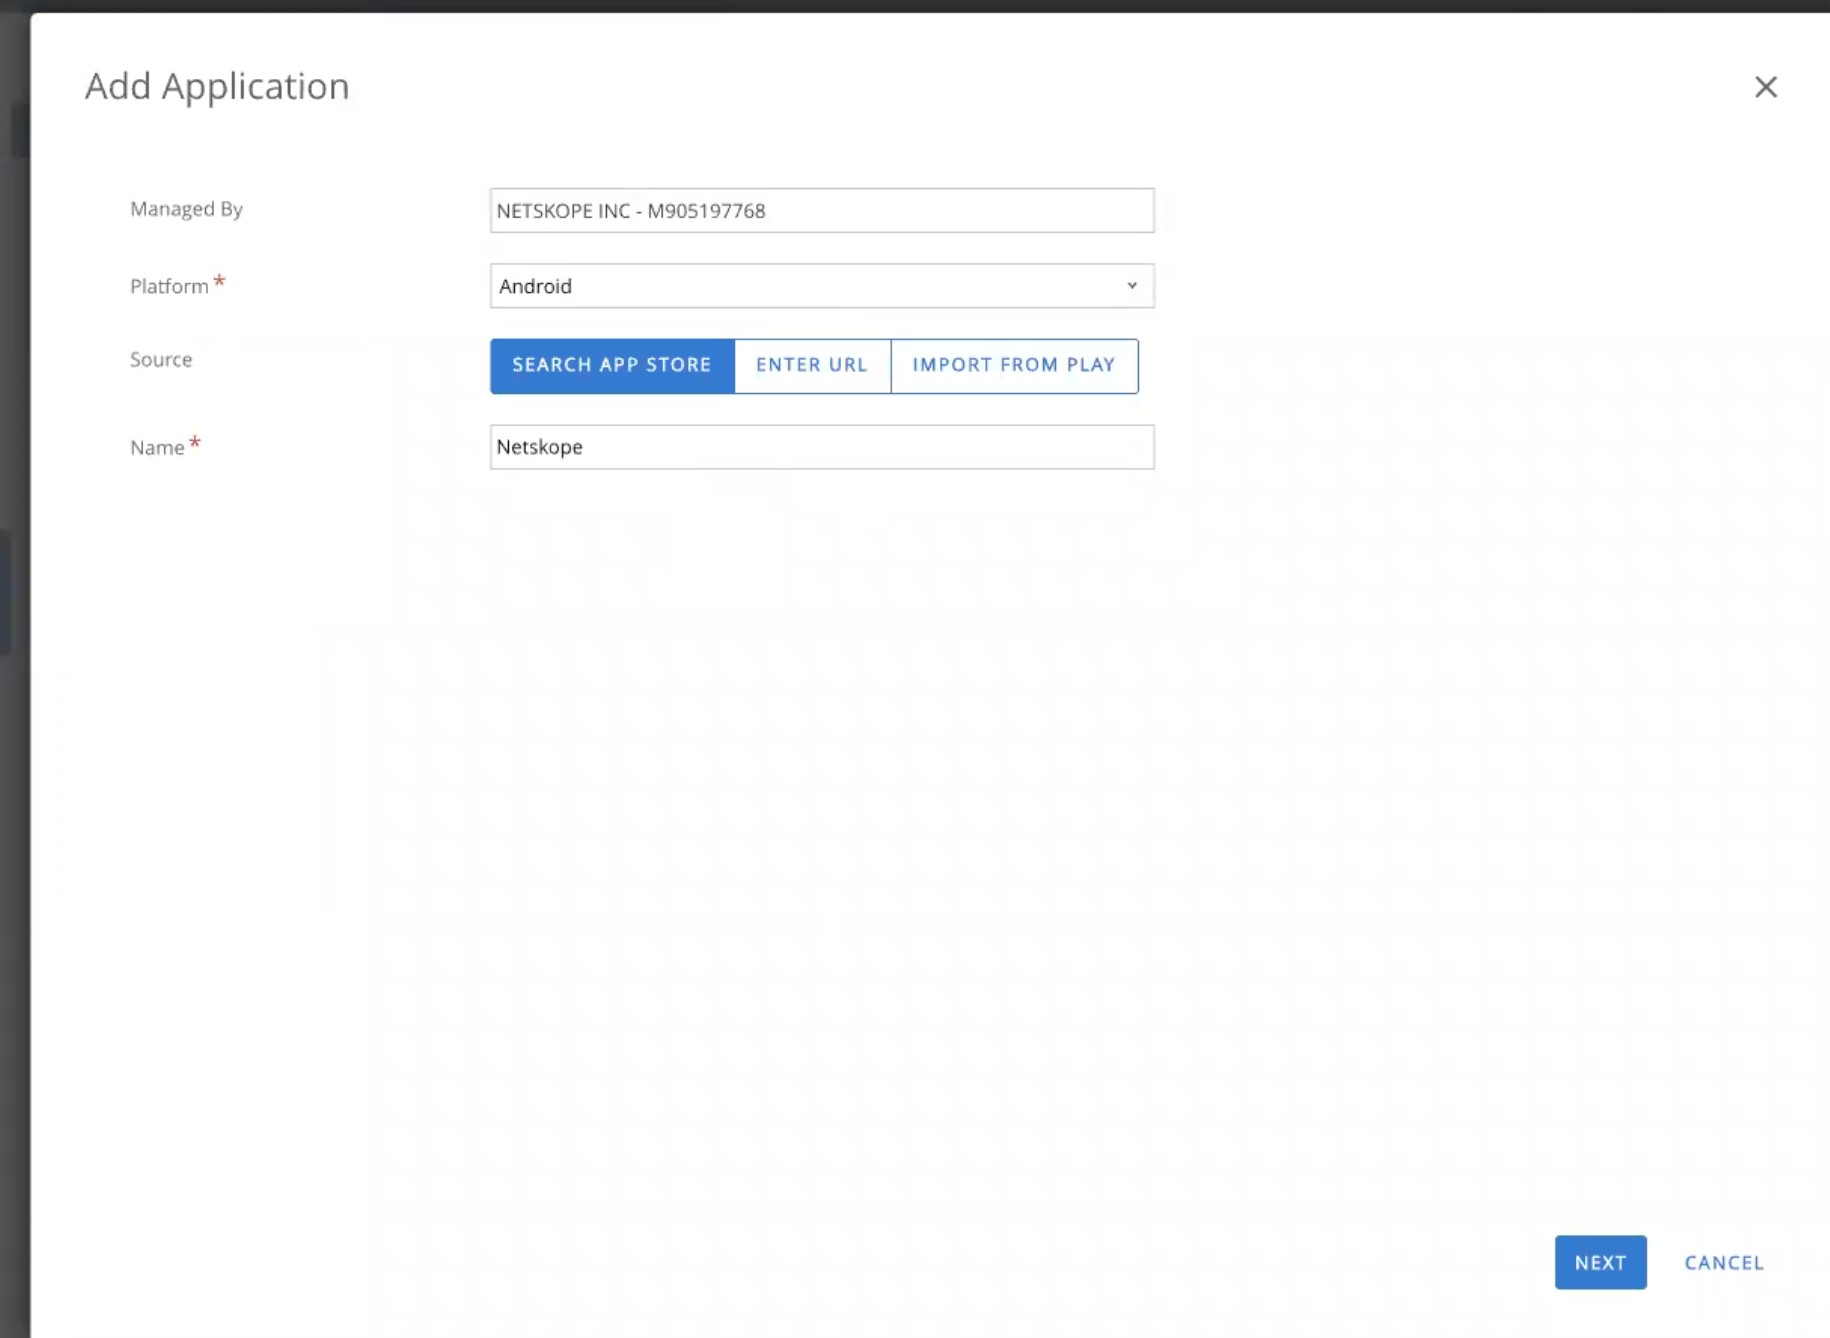 Add Application
Managed By NETSKOPE INC - M905197768
Platform * Android
Source SEARCH APP STORE ENTER URL IMPORT FROM PLAY
Name * Netskope
NEXT CANCEL